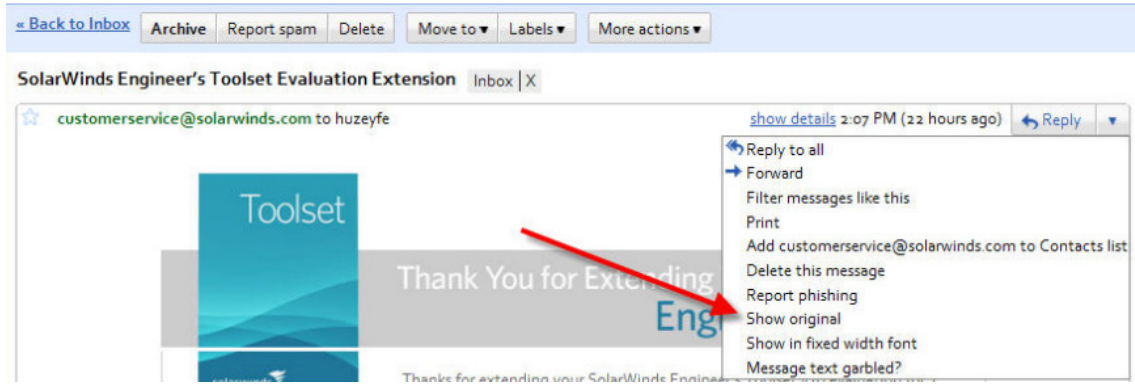 « Back to Inbox Archive Report spam Delete Move to Labels More actions
SolarWinds Engineer's Toolset Evaluation Extension Inbox X
customerservice@solarwinds.com to huzeyfe show details 2:07 PM (22 hours ago) Reply
Reply to all
Forward
Filter messages like this
Print
Add customerservice@solarwinds.com to Contacts list
Delete this message
Report phishing
Show original
Show in fixed width font
Message text garbled?
Toolset
Thank You for Extending
Eng
solarwinds
Thanks for extending your SolarWinds Engineer's Toolset